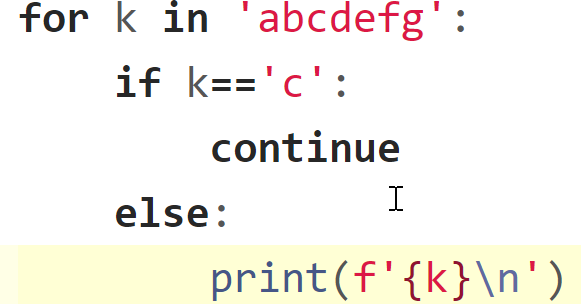 for k in 'abcdefg':
    if k=='c':
        continue
    else:
        print(f'{k}\n')